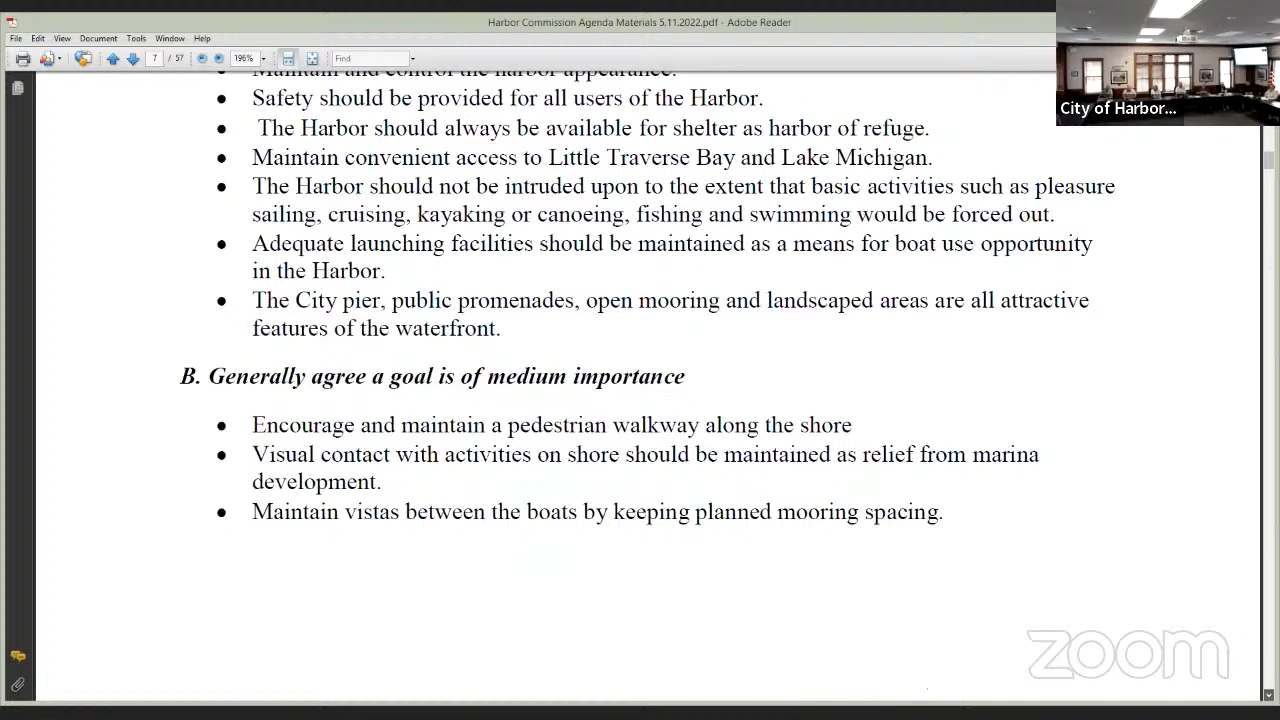 Harbor Commission Agenda Materials 5.11.2022.pdf - Adobe Reader
File Edit View Document Tools Window Help
7 / 57 196% Find
Maintain and control the harbor appearance.
• Safety should be provided for all users of the Harbor.
• The Harbor should always be available for shelter as harbor of refuge.
• Maintain convenient access to Little Traverse Bay and Lake Michigan.
• The Harbor should not be intruded upon to the extent that basic activities such as pleasure
sailing, cruising, kayaking or canoeing, fishing and swimming would be forced out.
• Adequate launching facilities should be maintained as a means for boat use opportunity
in the Harbor.
• The City pier, public promenades, open mooring and landscaped areas are all attractive
features of the waterfront.
B. Generally agree a goal is of medium importance
• Encourage and maintain a pedestrian walkway along the shore
• Visual contact with activities on shore should be maintained as relief from marina
development.
• Maintain vistas between the boats by keeping planned mooring spacing.
City of Harbor...
zoom